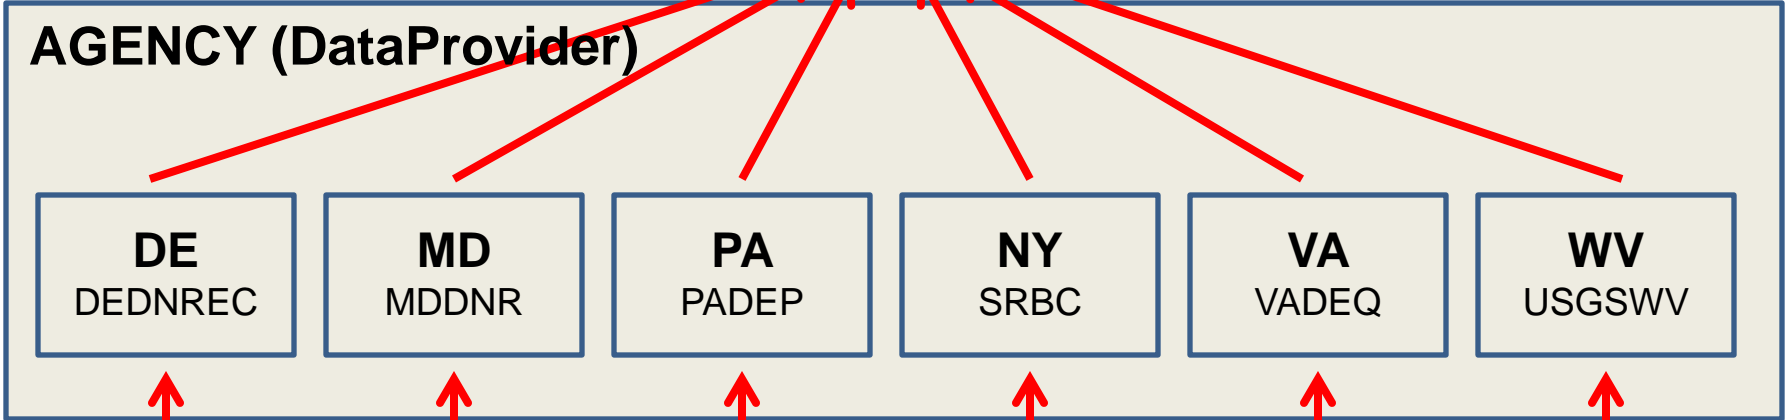 AGENCY (DataProvider)
DE
DEDNREC
MD
MDDNR
PA
PADEP
NY
SRBC
VA
VADEQ
WV
USGSWV